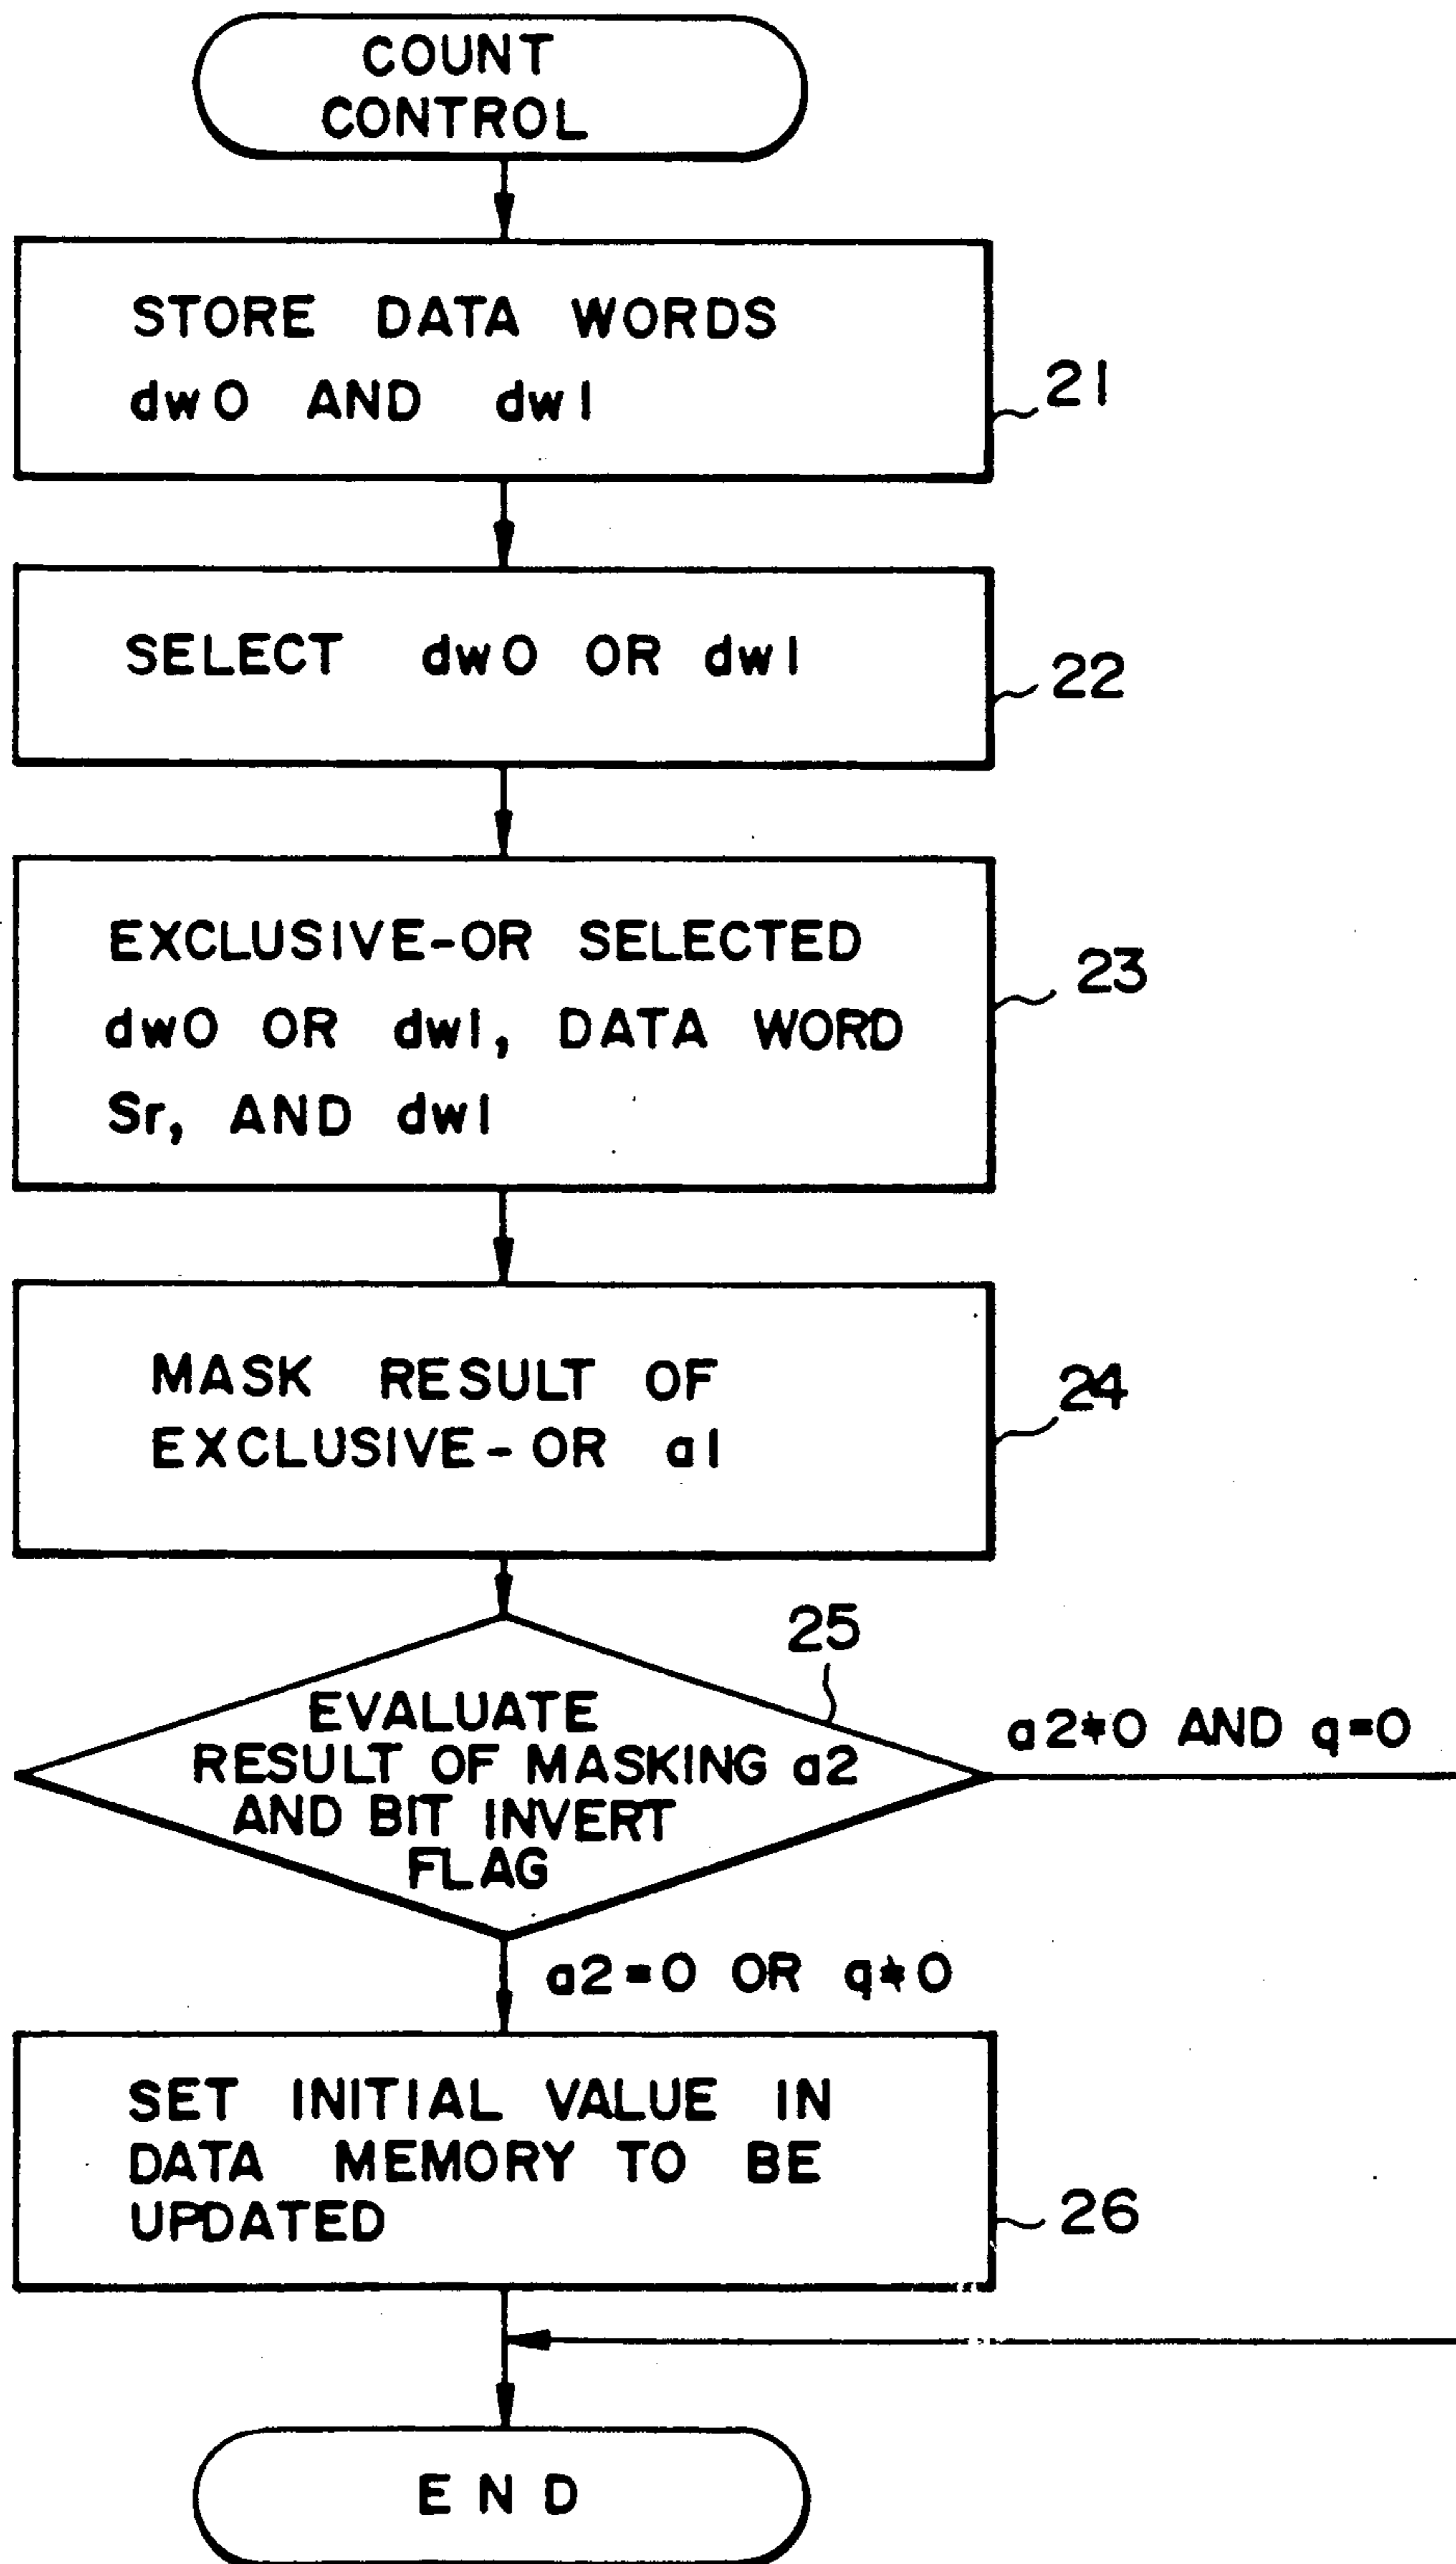 COUNT
CONTROL
STORE DATA WORDS
dw0 AND dw1
21
SELECT dw0 OR dw1
22
EXCLUSIVE-OR SELECTED
dw0 OR dw1, DATA WORD
Sr, AND dw1
23
MASK RESULT OF
EXCLUSIVE-OR a1
24
25
EVALUATE
RESULT OF MASKING a2
AND BIT INVERT
FLAG
a2≠0 AND q=0
a2=0 OR q≠0
SET INITIAL VALUE IN
DATA MEMORY TO BE
UPDATED
26
END